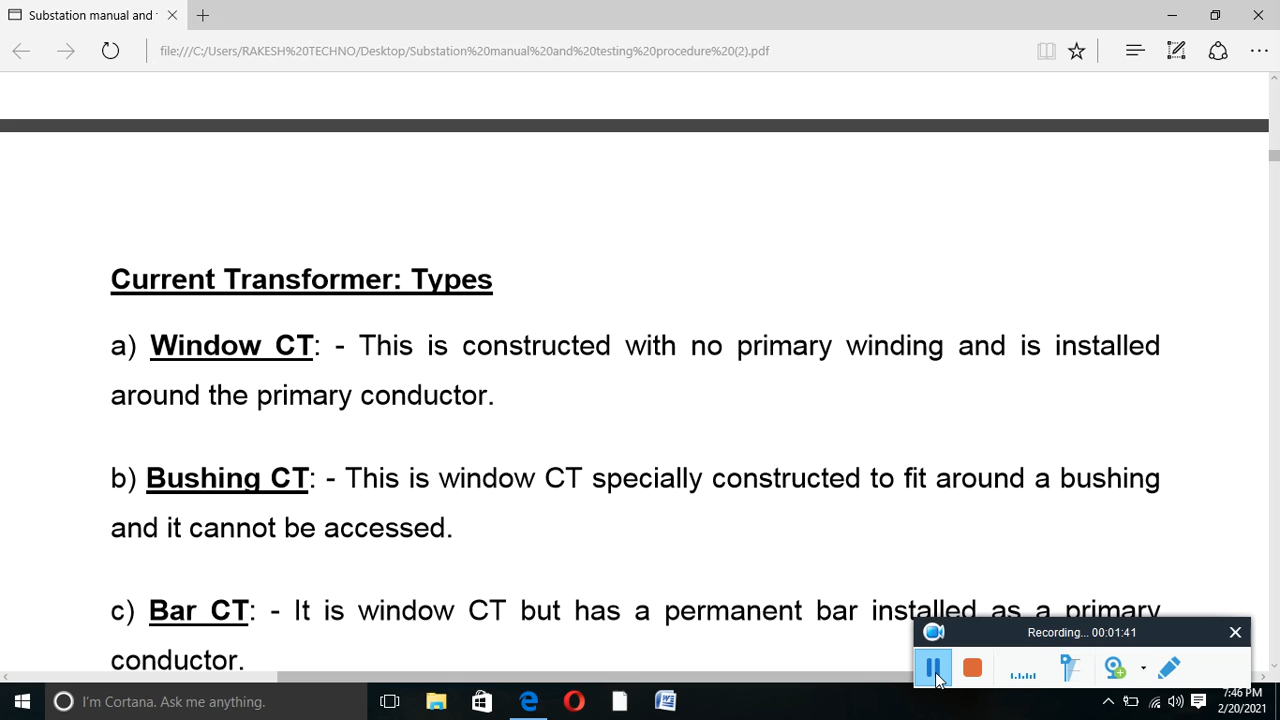 Substation manual and
file:///C:/Users/RAKESH%20TECHNO/Desktop/Substation%20manual%20and%20testing%20procedure%20(2).pdf
Current Transformer: Types
a) Window CT: - This is constructed with no primary winding and is installed
around the primary conductor.
b) Bushing CT: - This is window CT specially constructed to fit around a bushing
and it cannot be accessed.
c) Bar CT: - It is window CT but has a permanent bar installed as a primary
conductor.
Recording... 00:01:41
I'm Cortana. Ask me anything.
7:46 PM
2/20/2021